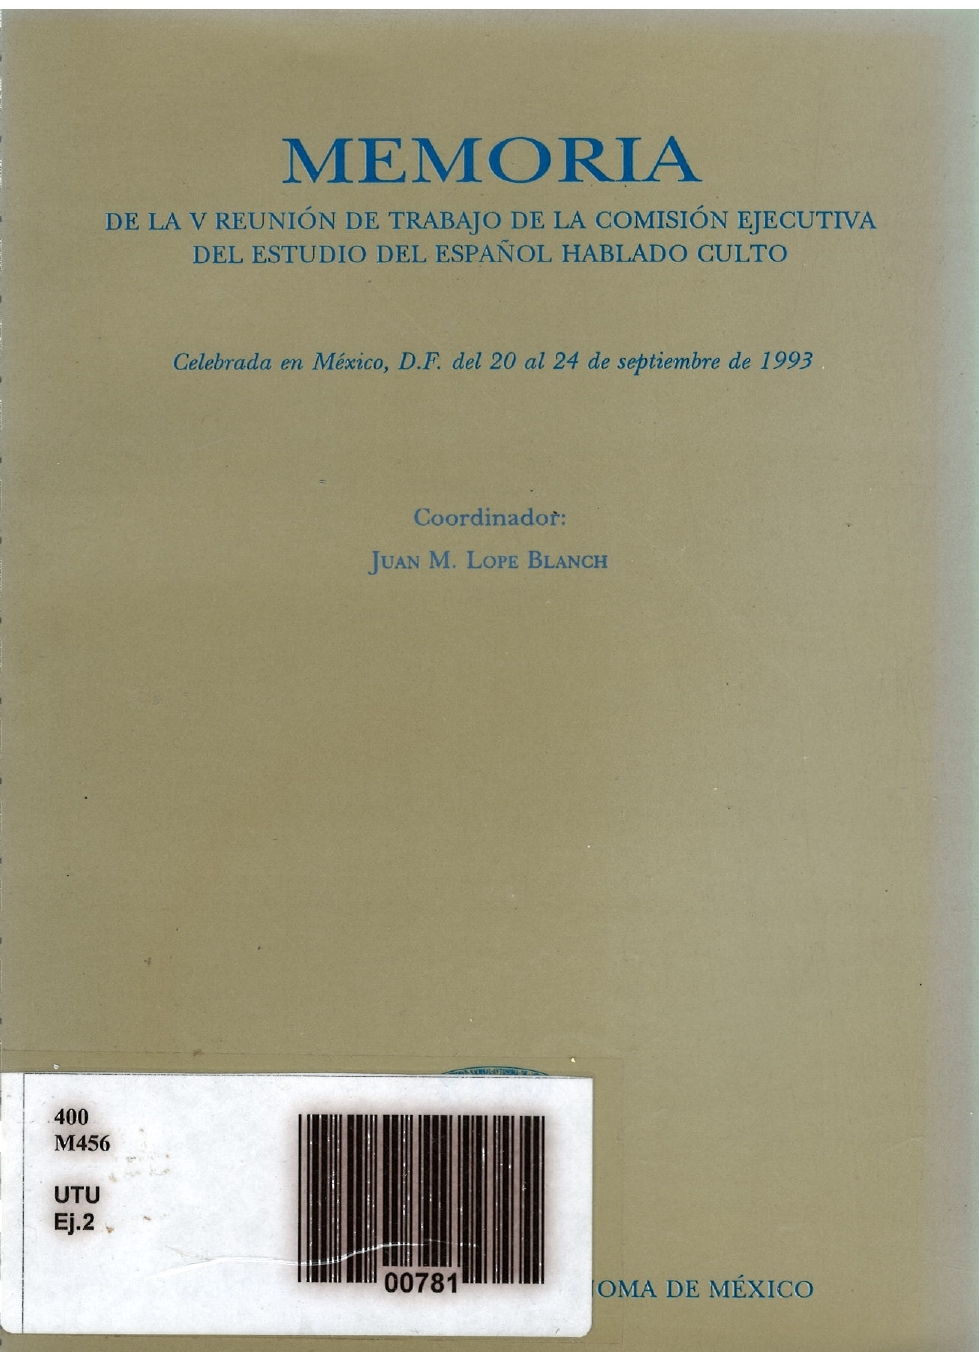 MEMORIA
DE LA V REUNIÓN DE TRABAJO DE LA COMISIÓN EJECUTIVA
DEL ESTUDIO DEL ESPAÑOL HABLADO CULTO
Celebrada en México, D.F. del 20 al 24 de septiembre de 1993
Coordinador:
JUAN M. LOPE BLANCH
400
M456
UTU
Ej.2
00781
DE MÉXICO